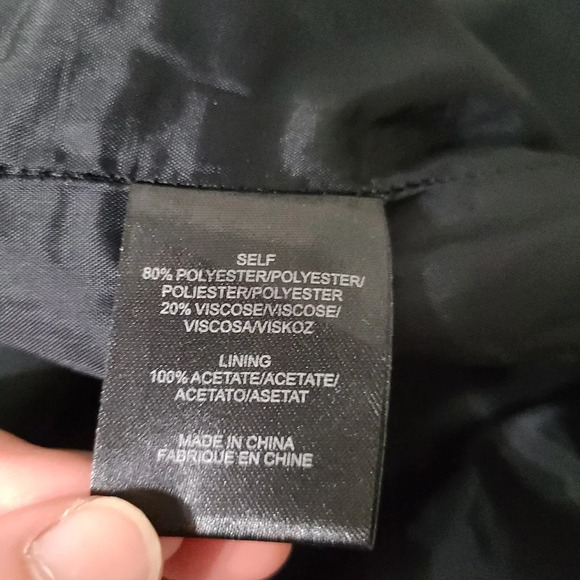 SELF
80% POLYESTER/POLYESTER/
POLIESTER/POLYESTER
20% VISCOSE/VISCOSE/
VISCOSA/VISKOZ
LINING
100% ACETATE/ACETATE/
ACETATO/ASETAT
MADE IN CHINA
FABRIQUE EN CHINE